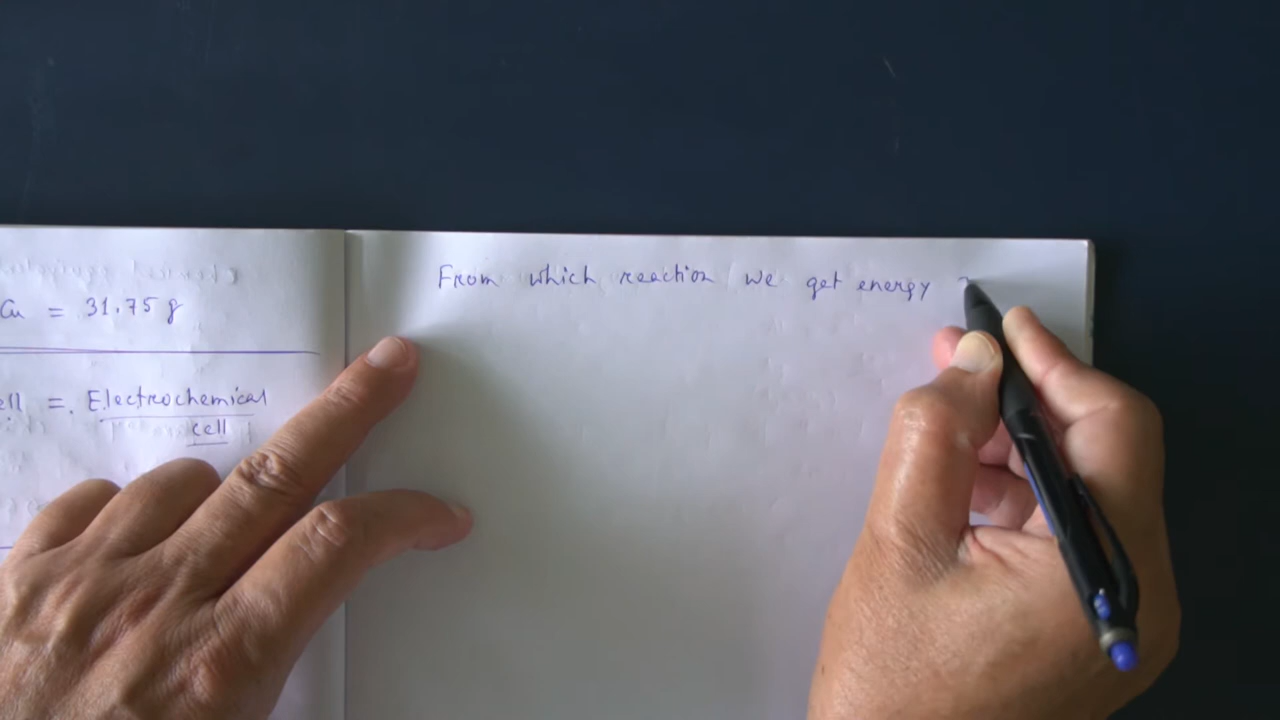 Cu = 31.75 g
ell = Electrochemical
cell
From which reaction we get energy